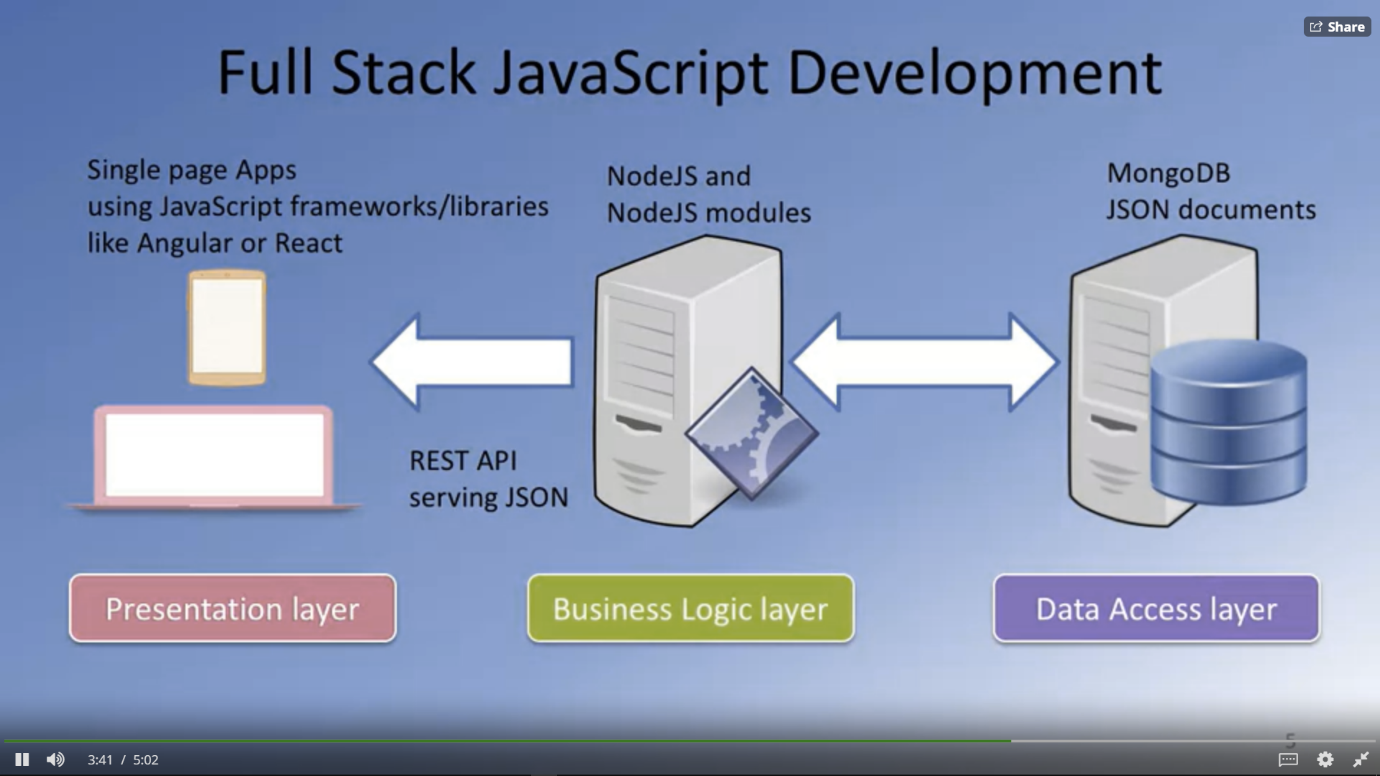 Share
Full Stack JavaScript Development
Single page Apps
using JavaScript frameworks/libraries
like Angular or React
NodeJS and
NodeJS modules
MongoDB
JSON documents
REST API
serving JSON
Presentation layer
Business Logic layer
Data Access layer
5
3:41 / 5:02